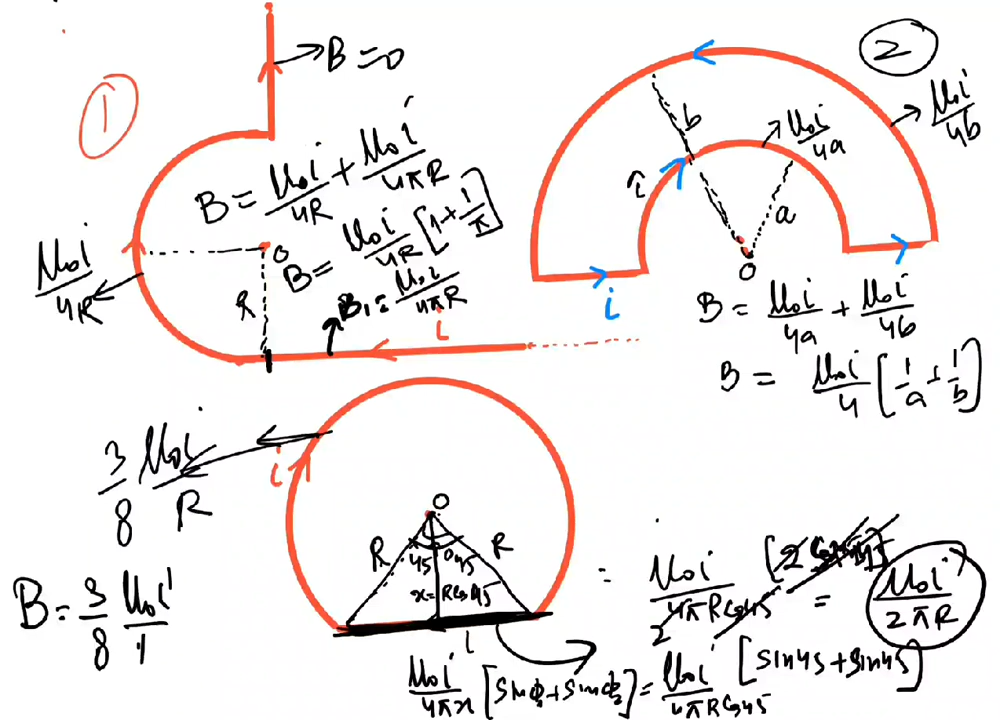 1
B = 0
B = μ₀i/4R + μ₀i/4πR
B = μ₀i/4R [1 + 1/π]
μ₀i/4R
O
R
B₁ = μ₀i/4πR
i
2
μ₀i/4b
μ₀i/4a
b
a
i
O
i
B = μ₀i/4a + μ₀i/4b
B = μ₀i/4 [1/a + 1/b]
3/8 μ₀i/R
i
O
R
R
45
45
x = R cos 45
i
B = 3/8 μ₀i/
μ₀i/4πx [sin ϕ₁ + sin ϕ₂] = μ₀i/4πR cos 45 [sin 45 + sin 45]
= μ₀i/4πR cos 45 [2 sin 45] = μ₀i/2πR
2